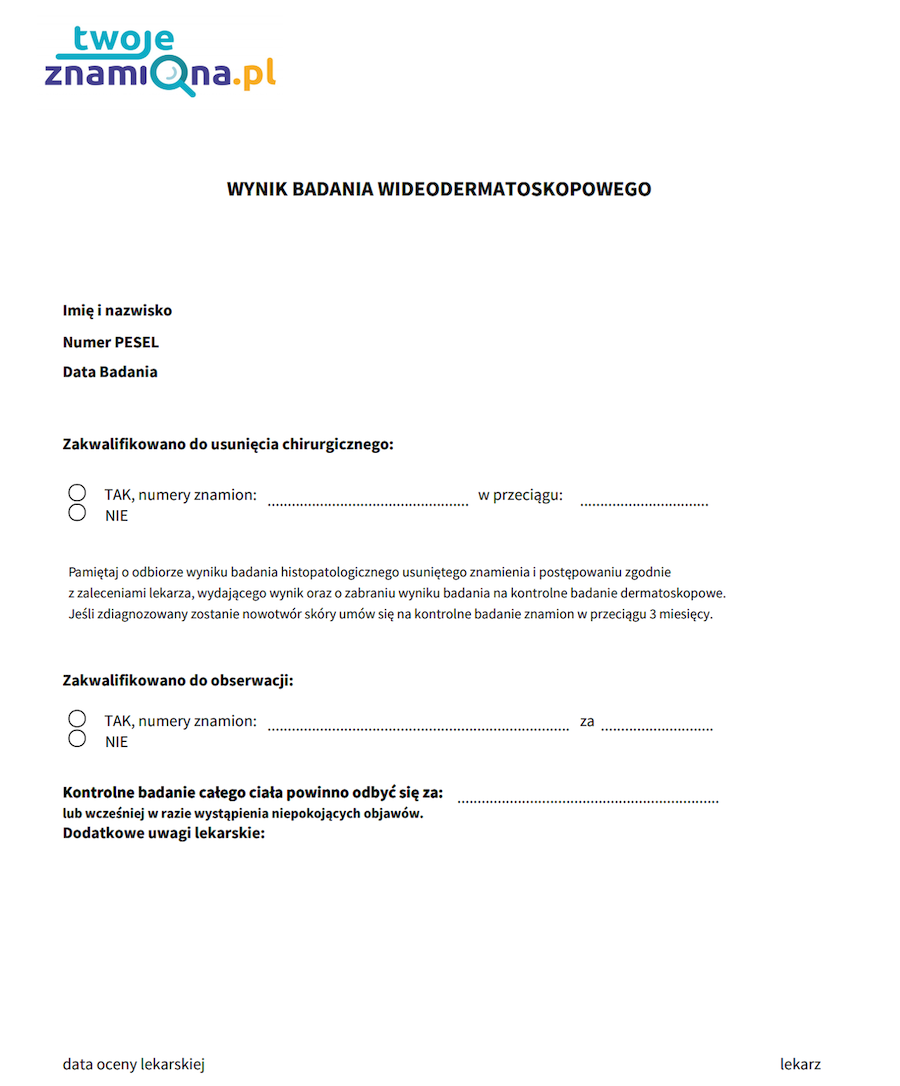 twoje
znamiona.pl
WYNIK BADANIA WIDEODERMATOSKOPOWEGO
Imię i nazwisko
Numer PESEL
Data Badania
Zakwalifikowano do usunięcia chirurgicznego:
TAK, numery znamion: .................................................. w przeciągu: ................................
NIE
Pamiętaj o odbiorze wyniku badania histopatologicznego usuniętego znamienia i postępowaniu zgodnie
z zaleceniami lekarza, wydającego wynik oraz o zabraniu wyniku badania na kontrolne badanie dermatoskopowe.
Jeśli zdiagnozowany zostanie nowotwór skóry umów się na kontrolne badanie znamion w przeciągu 3 miesięcy.
Zakwalifikowano do obserwacji:
TAK, numery znamion: ........................................................................... za ............................
NIE
Kontrolne badanie całego ciała powinno odbyć się za: .................................................................
lub wcześniej w razie wystąpienia niepokojących objawów.
Dodatkowe uwagi lekarskie:
data oceny lekarskiej lekarz